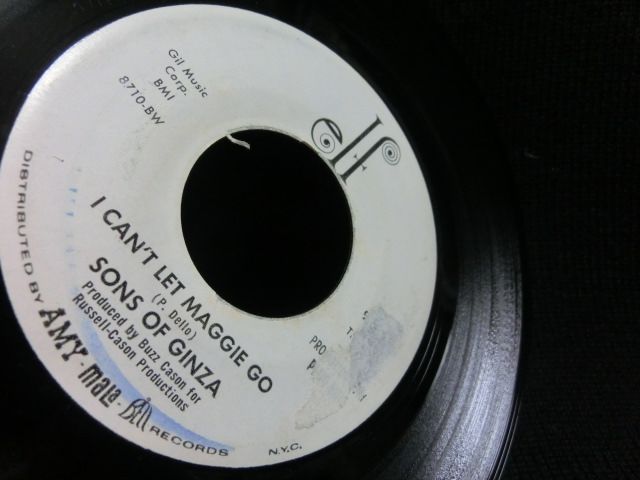 elf
Gil Music
Corp.
BMI
8710-BW
PRO
I CAN'T LET MAGGIE GO
(P. Dello)
SONS OF GINZA
Produced by Buzz Cason for
Russell-Cason Productions
DISTRIBUTED BY AMY-Mala-Bell RECORDS N.Y.C.